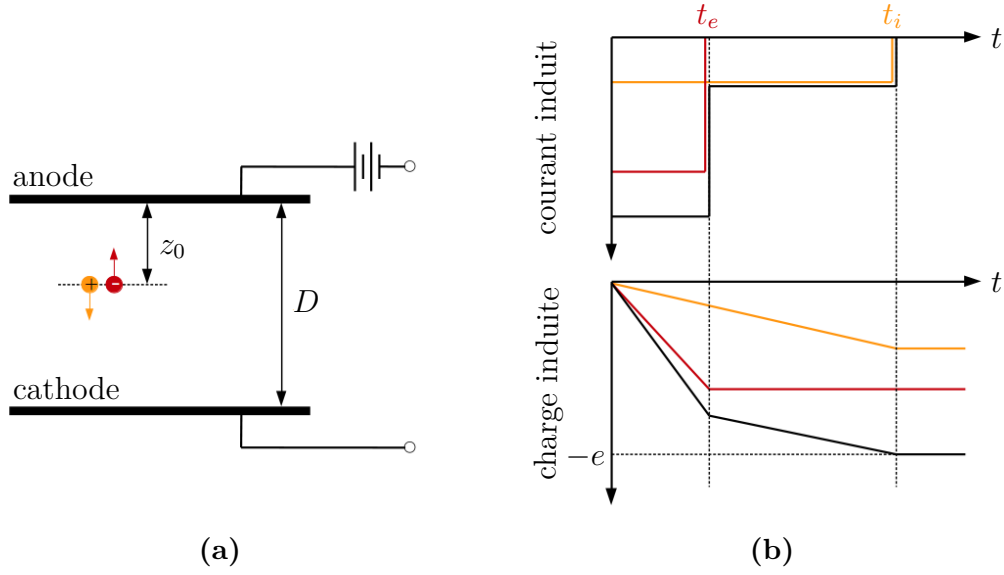 anode
z₀
+
-
D
cathode
(a)
tₑ
tᵢ
t
courant induit
t
charge induite
−e
(b)